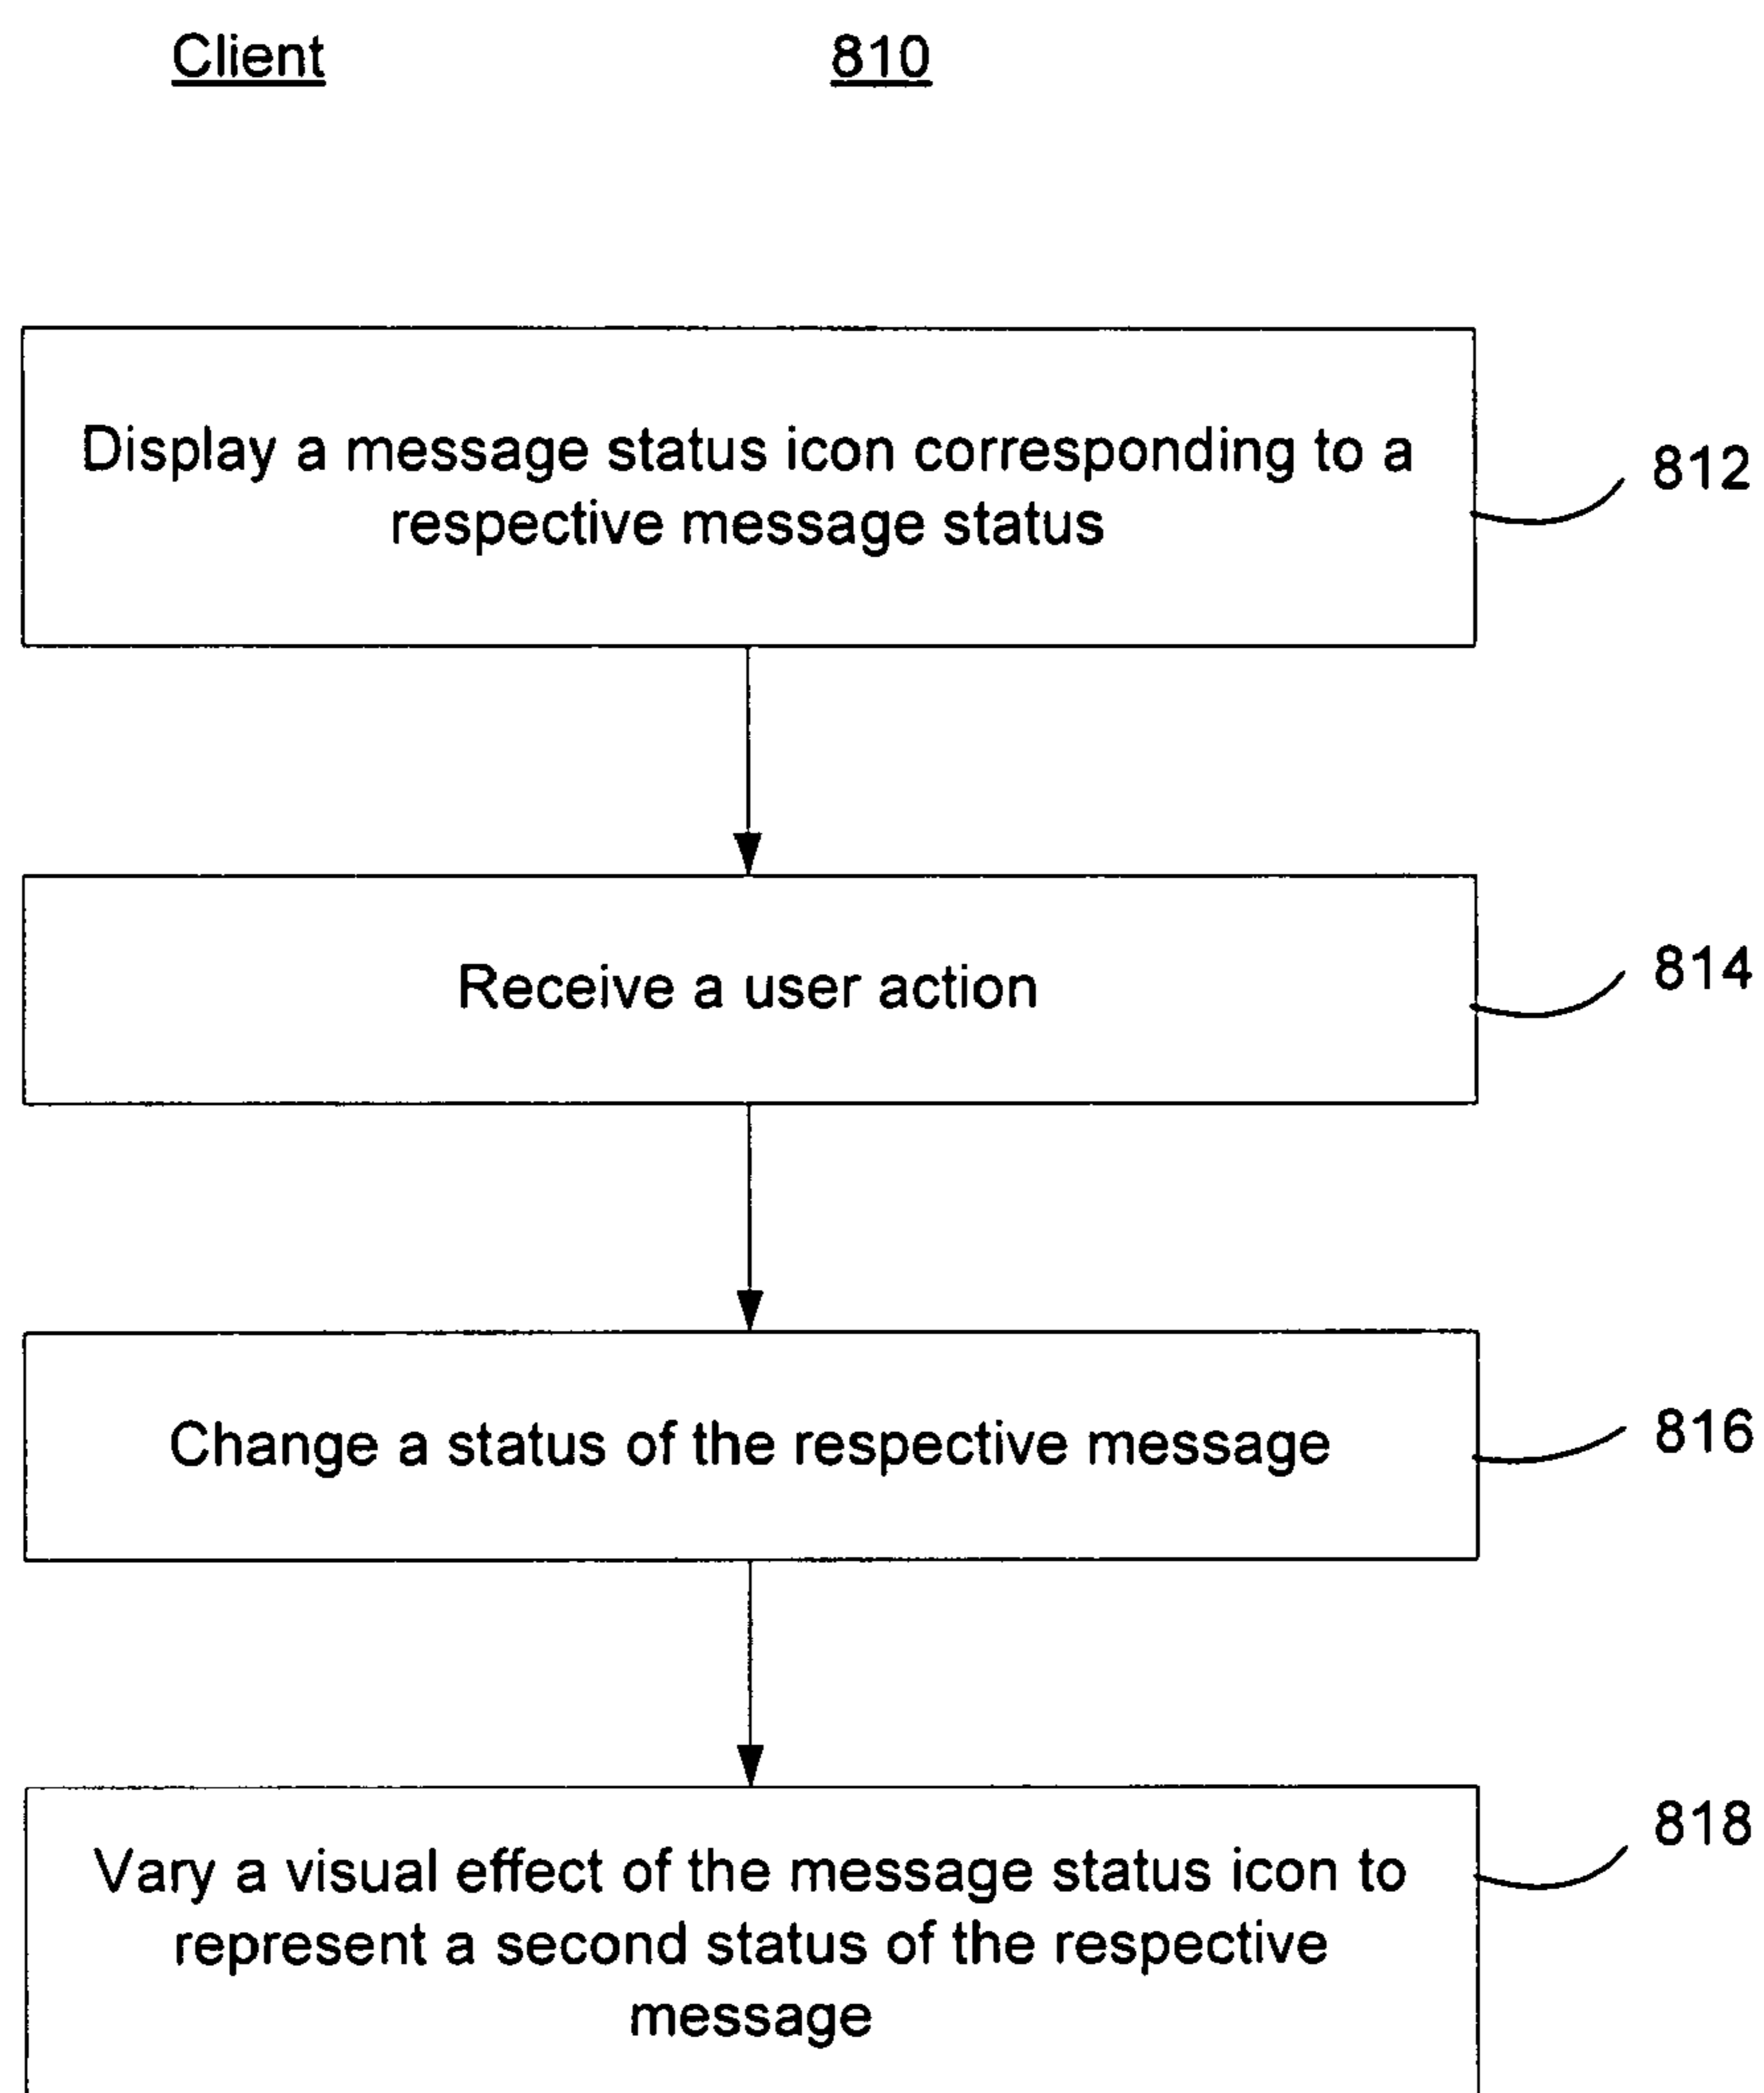 Client 810
Display a message status icon corresponding to a
respective message status
812
Receive a user action
814
Change a status of the respective message
816
Vary a visual effect of the message status icon to
represent a second status of the respective
message
818